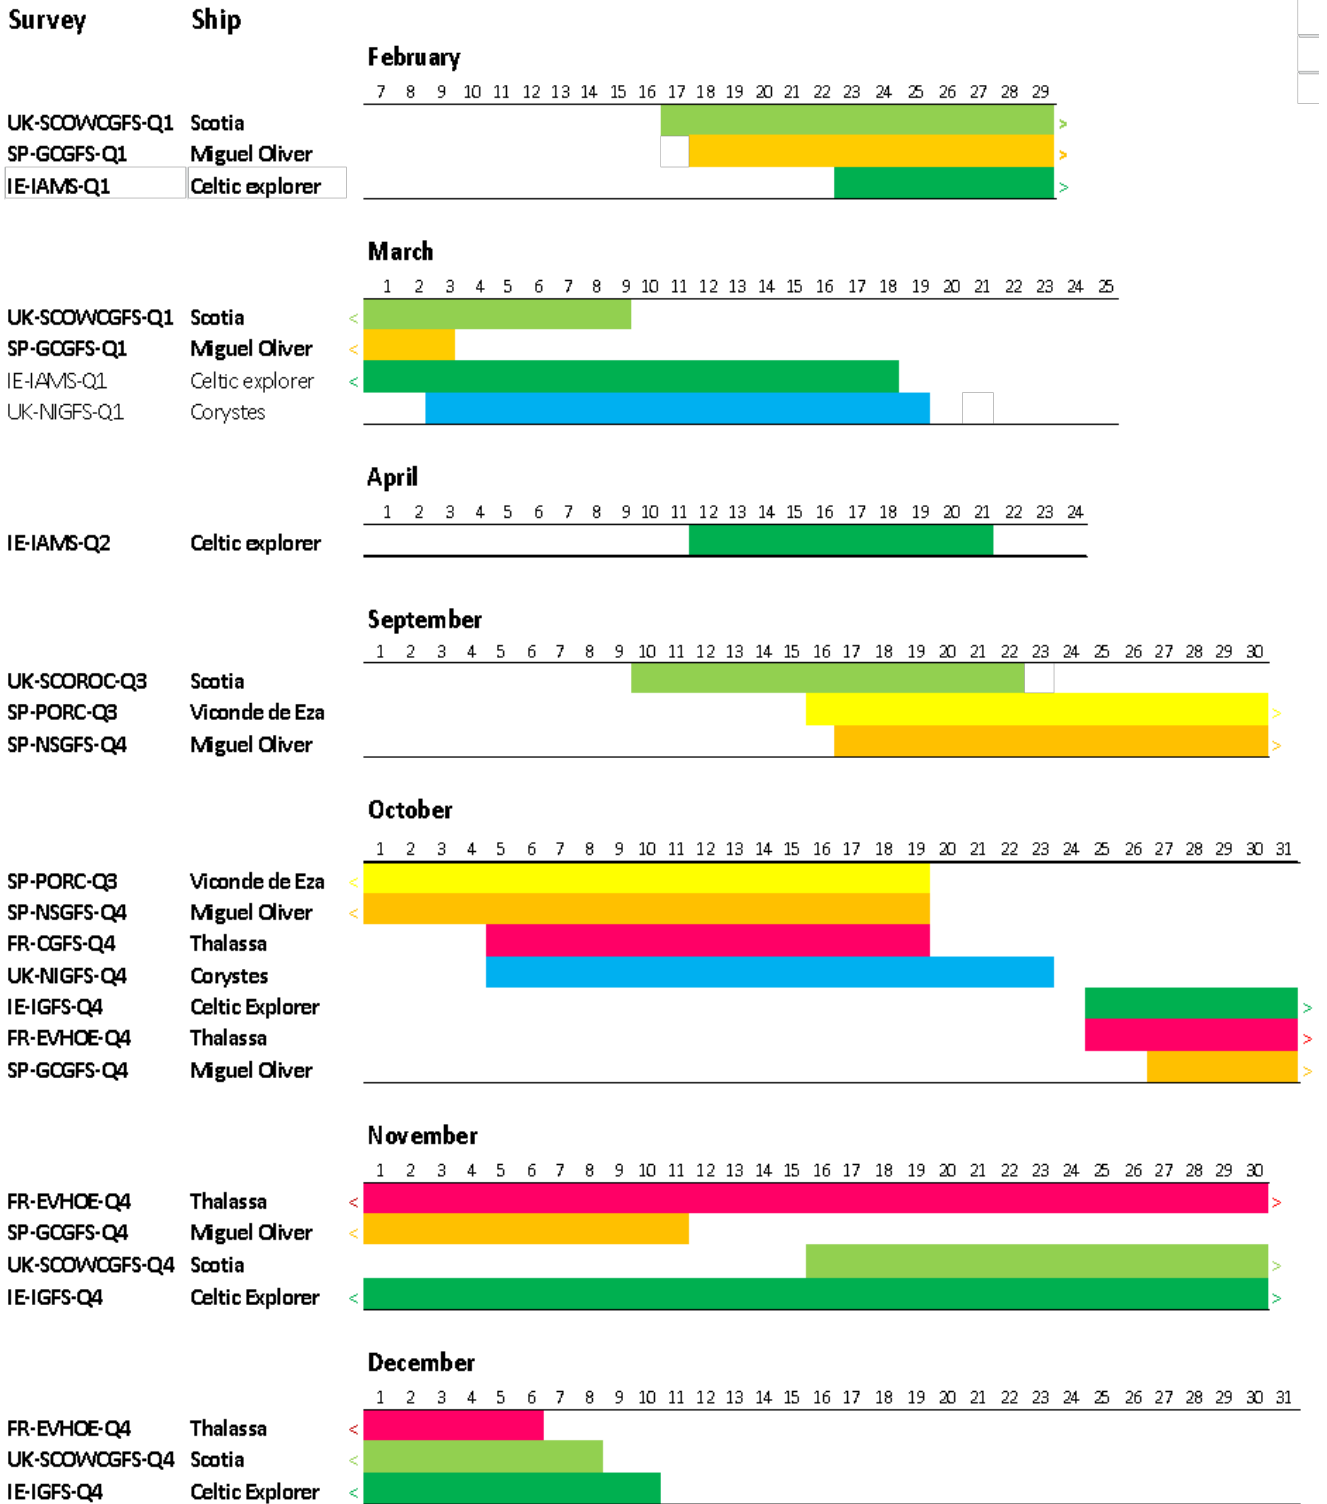 Survey Ship
February
7 8 9 10 11 12 13 14 15 16 17 18 19 20 21 22 23 24 25 26 27 28 29
UK-SCOWCGFS-Q1 Scotia >
SP-GCGFS-Q1 Miguel Oliver >
IE-IAMS-Q1 Celtic explorer >
March
1 2 3 4 5 6 7 8 9 10 11 12 13 14 15 16 17 18 19 20 21 22 23 24 25
UK-SCOWCGFS-Q1 Scotia <
SP-GCGFS-Q1 Miguel Oliver <
IE-IAMS-Q1 Celtic explorer <
UK-NIGFS-Q1 Corystes
April
1 2 3 4 5 6 7 8 9 10 11 12 13 14 15 16 17 18 19 20 21 22 23 24
IE-IAMS-Q2 Celtic explorer
September
1 2 3 4 5 6 7 8 9 10 11 12 13 14 15 16 17 18 19 20 21 22 23 24 25 26 27 28 29 30
UK-SCOROC-Q3 Scotia
SP-PORC-Q3 Viconde de Eza >
SP-NSGFS-Q4 Miguel Oliver >
October
1 2 3 4 5 6 7 8 9 10 11 12 13 14 15 16 17 18 19 20 21 22 23 24 25 26 27 28 29 30 31
SP-PORC-Q3 Viconde de Eza <
SP-NSGFS-Q4 Miguel Oliver <
FR-CGFS-Q4 Thalassa
UK-NIGFS-Q4 Corystes
IE-IGFS-Q4 Celtic Explorer >
FR-EVHOE-Q4 Thalassa >
SP-GCGFS-Q4 Miguel Oliver >
November
1 2 3 4 5 6 7 8 9 10 11 12 13 14 15 16 17 18 19 20 21 22 23 24 25 26 27 28 29 30
FR-EVHOE-Q4 Thalassa < >
SP-GCGFS-Q4 Miguel Oliver <
UK-SCOWCGFS-Q4 Scotia >
IE-IGFS-Q4 Celtic Explorer < >
December
1 2 3 4 5 6 7 8 9 10 11 12 13 14 15 16 17 18 19 20 21 22 23 24 25 26 27 28 29 30 31
FR-EVHOE-Q4 Thalassa <
UK-SCOWCGFS-Q4 Scotia <
IE-IGFS-Q4 Celtic Explorer <